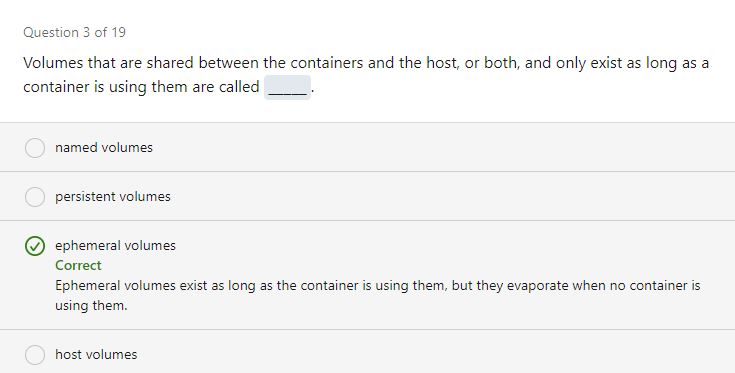 Question 3 of 19
Volumes that are shared between the containers and the host, or both, and only exist as long as a
container is using them are called _____.
named volumes
persistent volumes
ephemeral volumes
Correct
Ephemeral volumes exist as long as the container is using them, but they evaporate when no container is
using them.
host volumes